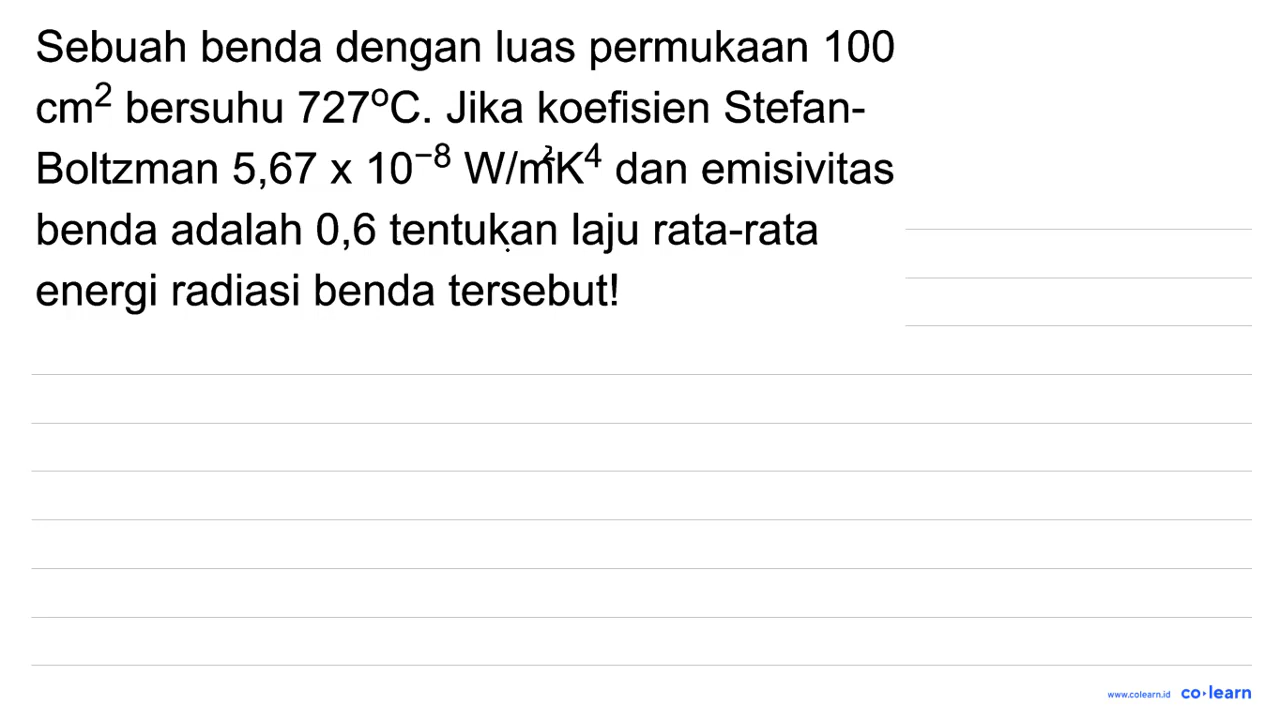 Sebuah benda dengan luas permukaan 100
cm² bersuhu 727°C. Jika koefisien Stefan-
Boltzman 5,67 x 10⁻⁸ W/m²K⁴ dan emisivitas
benda adalah 0,6 tentukan laju rata-rata
energi radiasi benda tersebut!
www.colearn.id co·learn